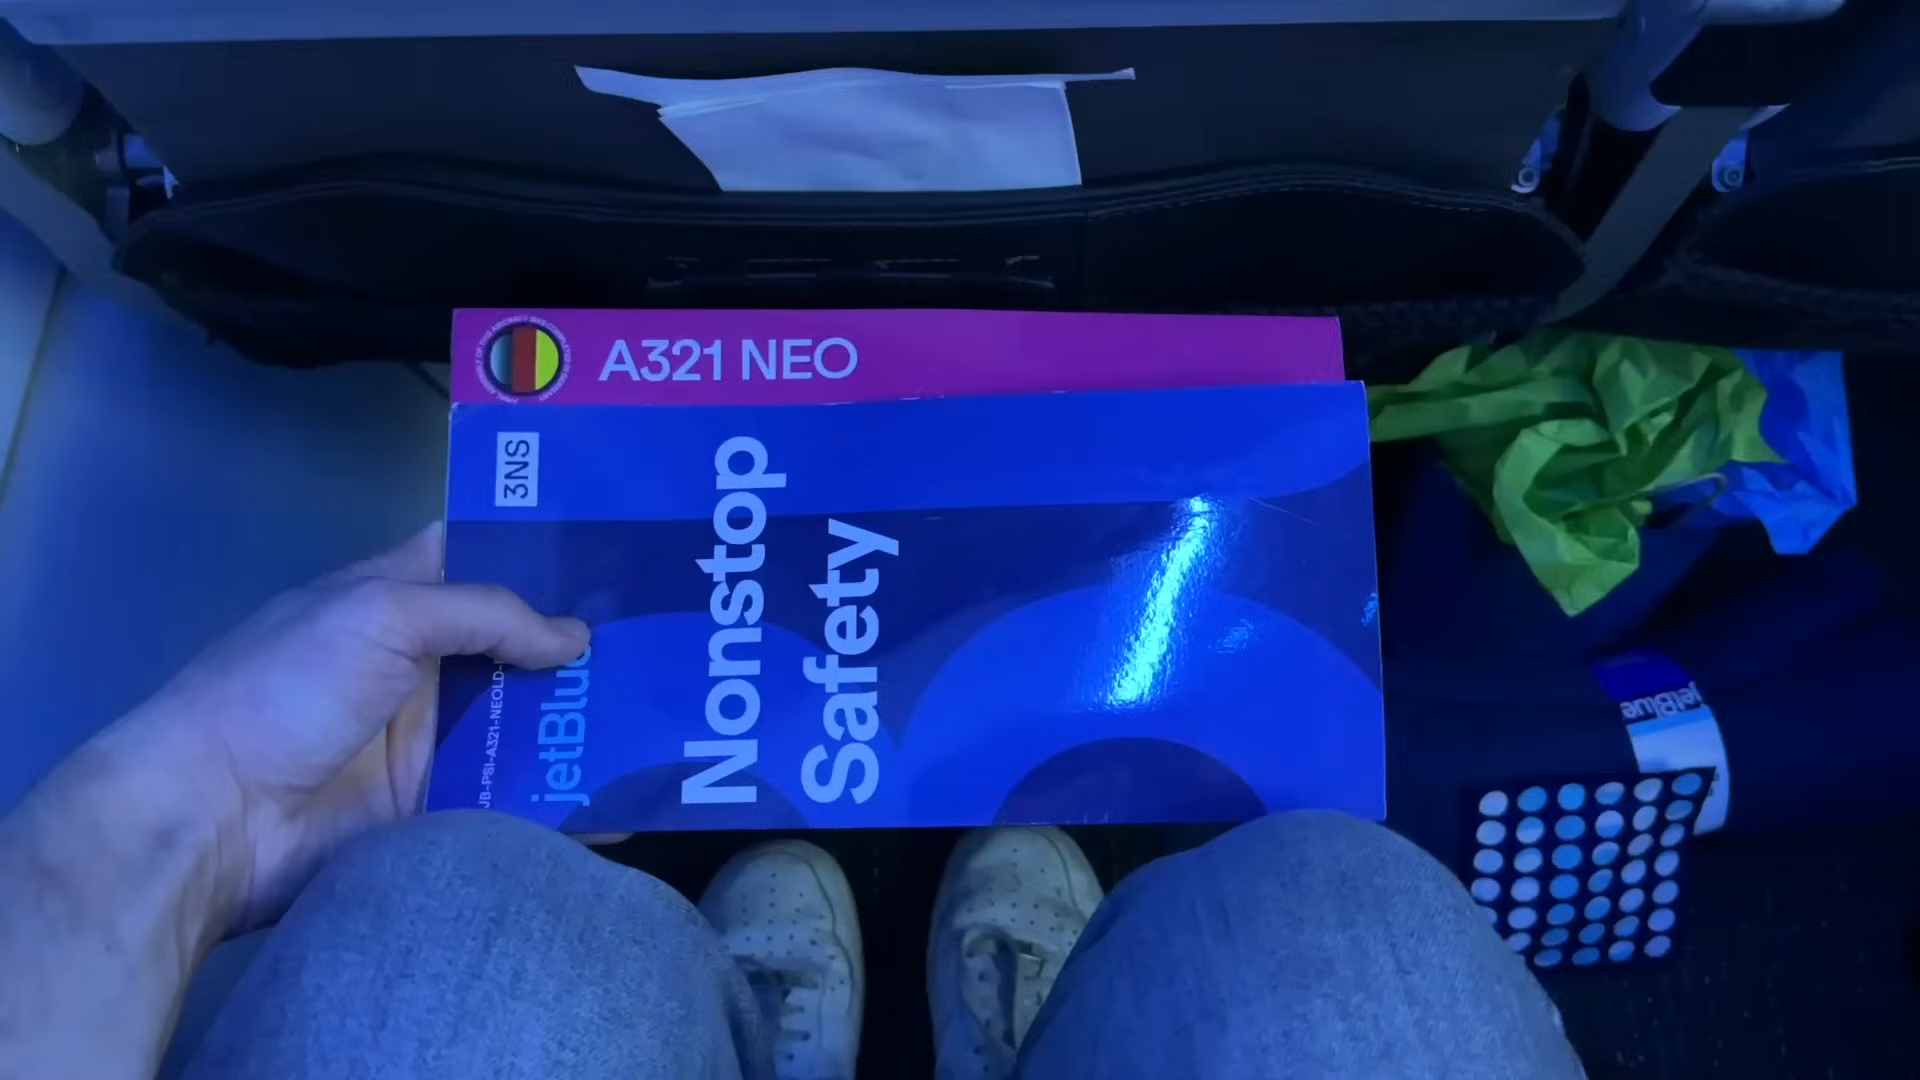 A321 NEO
3NS
Nonstop
Safety
jetBlue
JB-PSI-A321-NEOLD-
jetBlue